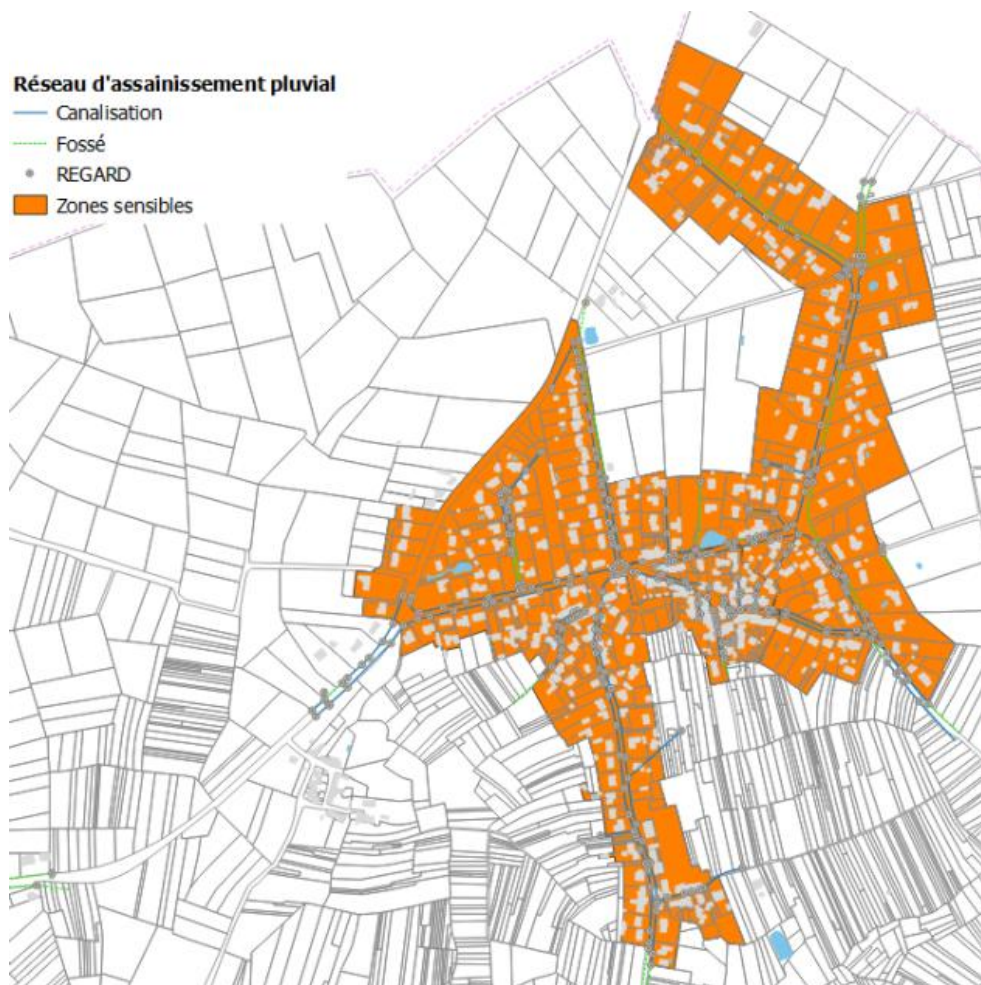 Réseau d'assainissement pluvial
Canalisation
Fossé
REGARD
Zones sensibles